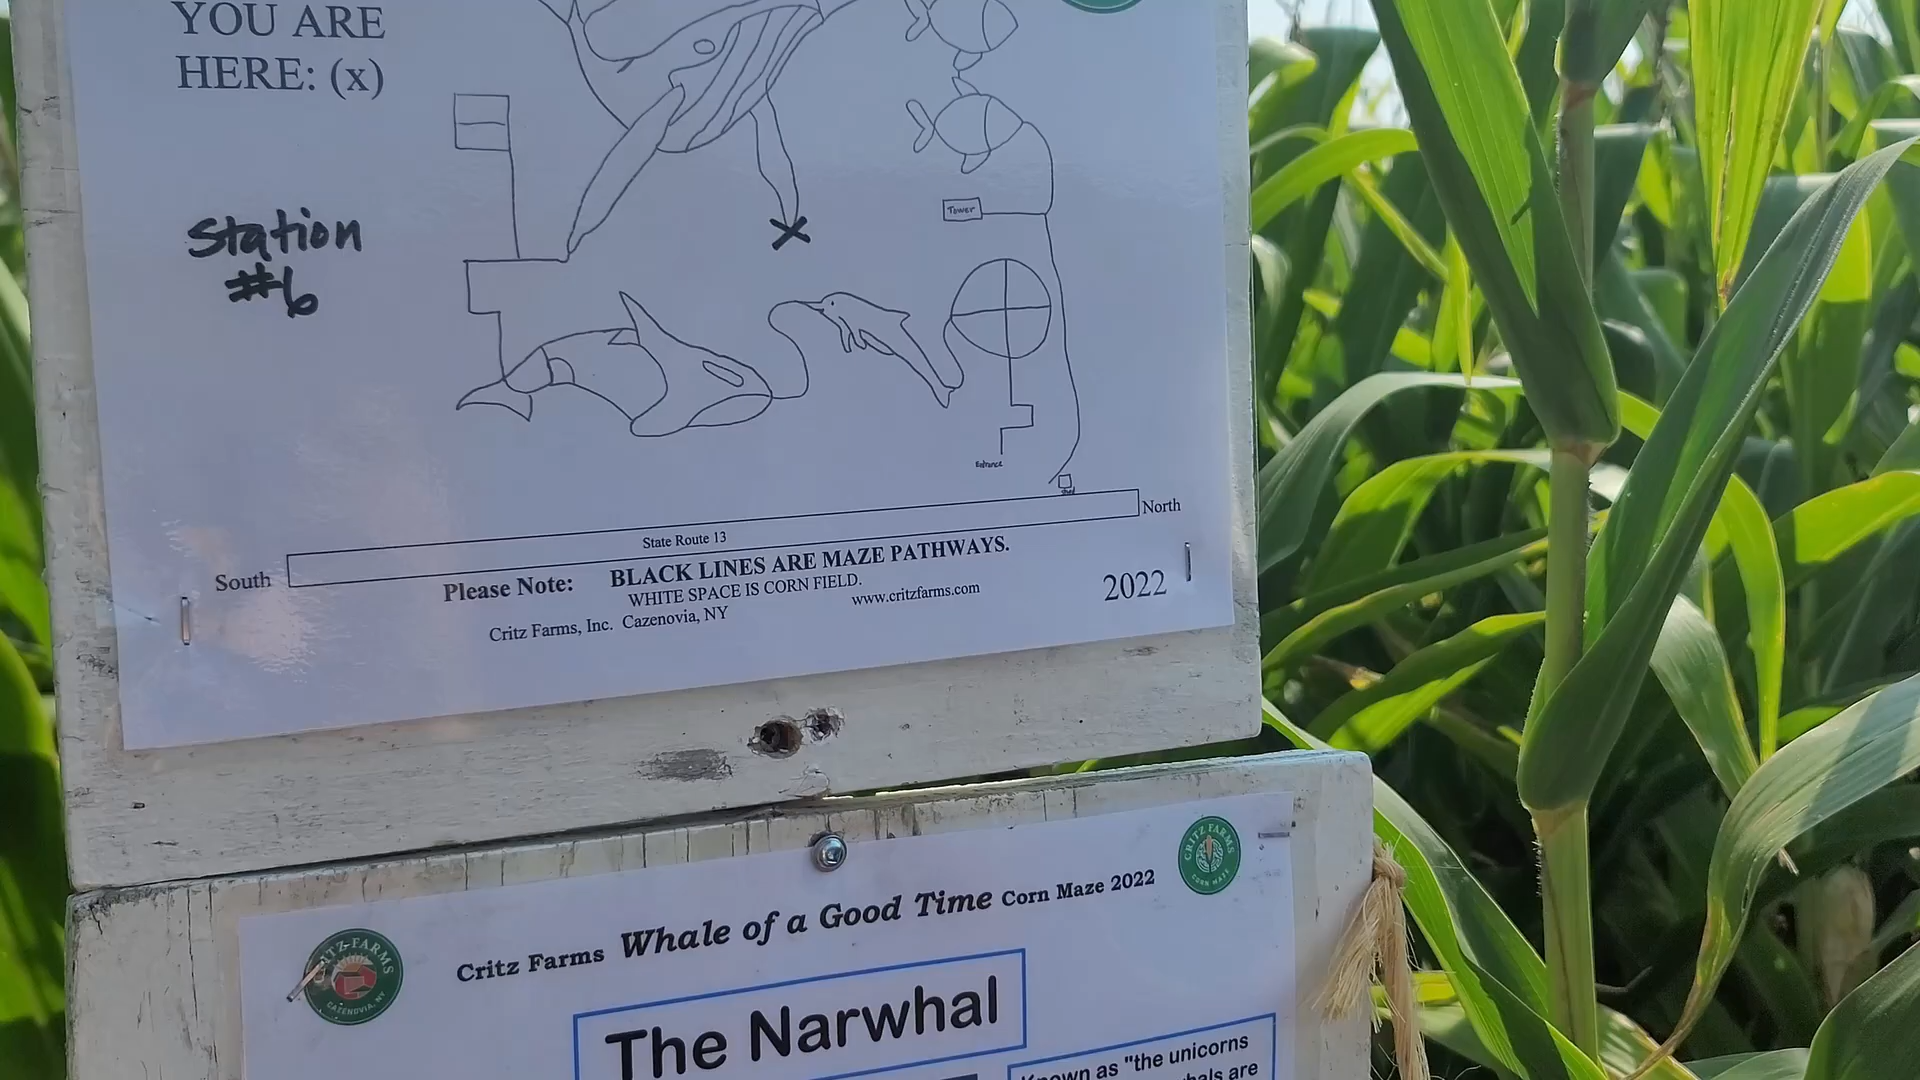 YOU ARE
HERE: (x)
Station
#6
Tower
Entrance
Shed
North
State Route 13
South
Please Note: BLACK LINES ARE MAZE PATHWAYS.
WHITE SPACE IS CORN FIELD.
www.critzfarms.com
2022
Critz Farms, Inc. Cazenovia, NY
CRITZ FARMS
CORN MAZE
CRITZ FARMS
CAZENOVIA, NY
Critz Farms Whale of a Good Time Corn Maze 2022
The Narwhal
Known as "the unicorns
are